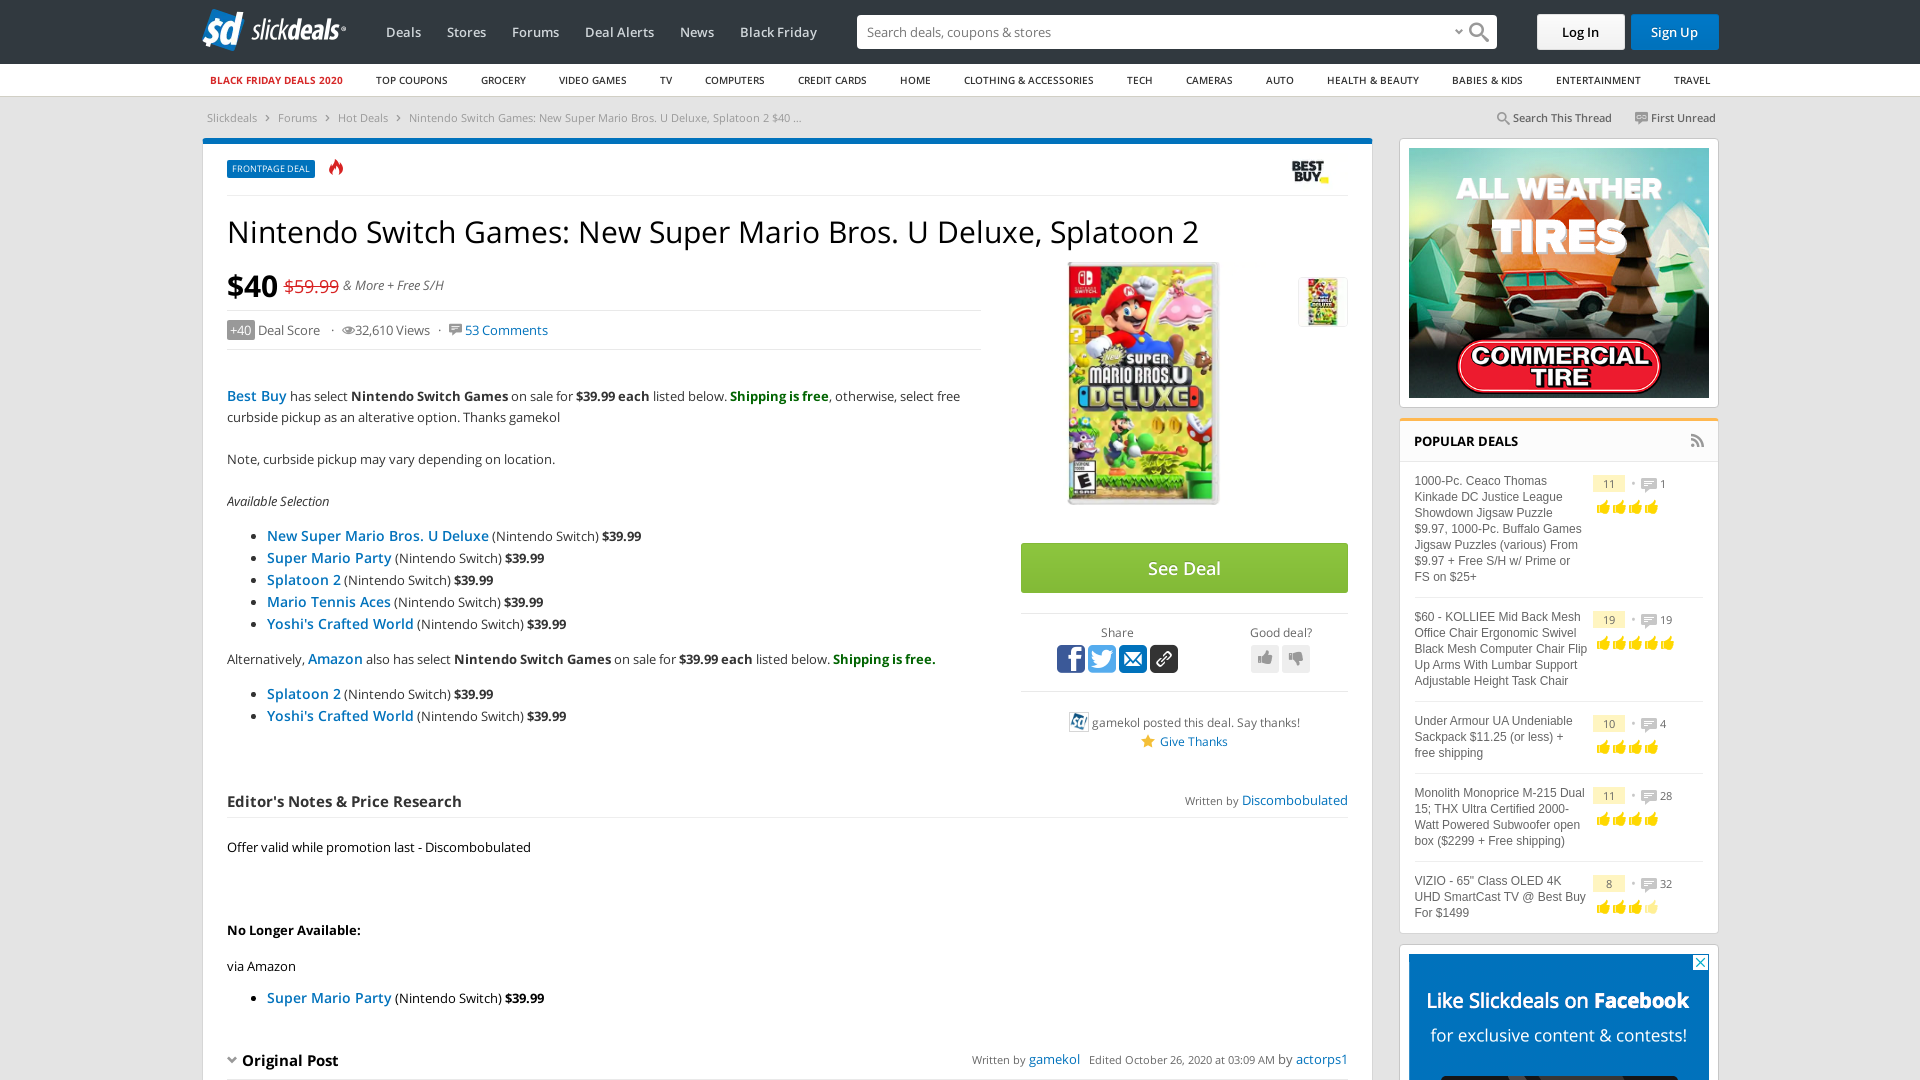 slickdeals
Deals Stores Forums Deal Alerts News Black Friday
Search deals, coupons & stores
Log In Sign Up
BLACK FRIDAY DEALS 2020 TOP COUPONS GROCERY VIDEO GAMES TV COMPUTERS CREDIT CARDS HOME CLOTHING & ACCESSORIES TECH CAMERAS AUTO HEALTH & BEAUTY BABIES & KIDS ENTERTAINMENT TRAVEL
Slickdeals > Forums > Hot Deals > Nintendo Switch Games: New Super Mario Bros. U Deluxe, Splatoon 2 $40 ...
Search This Thread First Unread
FRONTPAGE DEAL
BEST
BUY
Nintendo Switch Games: New Super Mario Bros. U Deluxe, Splatoon 2
$40 $59.99 & More + Free S/H
+40 Deal Score · 32,610 Views · 53 Comments
Best Buy has select Nintendo Switch Games on sale for $39.99 each listed below. Shipping is free, otherwise, select free
curbside pickup as an alterative option. Thanks gamekol
Note, curbside pickup may vary depending on location.
Available Selection
• New Super Mario Bros. U Deluxe (Nintendo Switch) $39.99
• Super Mario Party (Nintendo Switch) $39.99
• Splatoon 2 (Nintendo Switch) $39.99
• Mario Tennis Aces (Nintendo Switch) $39.99
• Yoshi's Crafted World (Nintendo Switch) $39.99
Alternatively, Amazon also has select Nintendo Switch Games on sale for $39.99 each listed below. Shipping is free.
• Splatoon 2 (Nintendo Switch) $39.99
• Yoshi's Crafted World (Nintendo Switch) $39.99
New
SUPER
MARIO BROS. U
DELUXE
E
See Deal
Share
Good deal?
gamekol posted this deal. Say thanks!
Give Thanks
Editor's Notes & Price Research
Written by Discombobulated
Offer valid while promotion last - Discombobulated
No Longer Available:
via Amazon
• Super Mario Party (Nintendo Switch) $39.99
Original Post
Written by gamekol Edited October 26, 2020 at 03:09 AM by actorps1
ALL WEATHER
TIRES
COMMERCIAL
TIRE
POPULAR DEALS
1000-Pc. Ceaco Thomas
Kinkade DC Justice League
Showdown Jigsaw Puzzle
$9.97, 1000-Pc. Buffalo Games
Jigsaw Puzzles (various) From
$9.97 + Free S/H w/ Prime or
FS on $25+
11 • 1
$60 - KOLLIEE Mid Back Mesh
Office Chair Ergonomic Swivel
Black Mesh Computer Chair Flip
Up Arms With Lumbar Support
Adjustable Height Task Chair
19 • 19
Under Armour UA Undeniable
Sackpack $11.25 (or less) +
free shipping
10 • 4
Monolith Monoprice M-215 Dual
15; THX Ultra Certified 2000-
Watt Powered Subwoofer open
box ($2299 + Free shipping)
11 • 28
VIZIO - 65" Class OLED 4K
UHD SmartCast TV @ Best Buy
For $1499
8 • 32
Like Slickdeals on Facebook
for exclusive content & contests!